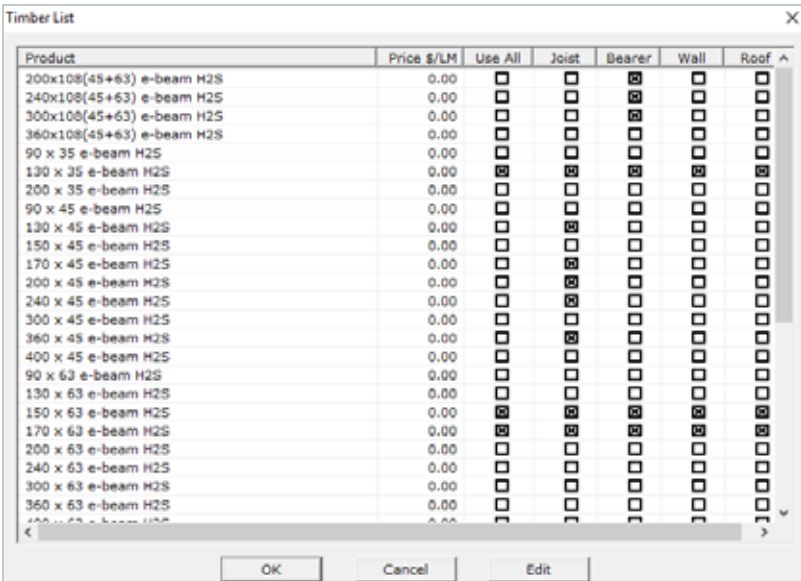 Timber List
Product Price $/LM Use All Joist Bearer Wall Roof
200x108(45+63) e-beam H2S 0.00
240x108(45+63) e-beam H2S 0.00
300x108(45+63) e-beam H2S 0.00
360x108(45+63) e-beam H2S 0.00
90 x 35 e-beam H2S 0.00
130 x 35 e-beam H2S 0.00
200 x 35 e-beam H2S 0.00
90 x 45 e-beam H2S 0.00
130 x 45 e-beam H2S 0.00
150 x 45 e-beam H2S 0.00
170 x 45 e-beam H2S 0.00
200 x 45 e-beam H2S 0.00
240 x 45 e-beam H2S 0.00
300 x 45 e-beam H2S 0.00
360 x 45 e-beam H2S 0.00
400 x 45 e-beam H2S 0.00
90 x 63 e-beam H2S 0.00
130 x 63 e-beam H2S 0.00
150 x 63 e-beam H2S 0.00
170 x 63 e-beam H2S 0.00
200 x 63 e-beam H2S 0.00
240 x 63 e-beam H2S 0.00
300 x 63 e-beam H2S 0.00
360 x 63 e-beam H2S 0.00
OK Cancel Edit